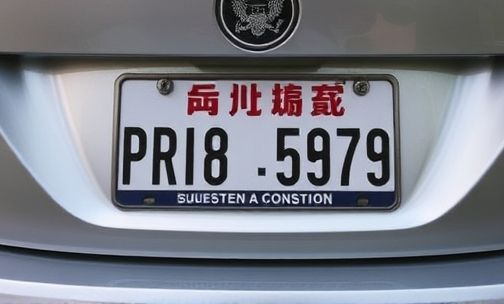 PRI8 .5979
SUUESTEN A CONSTION